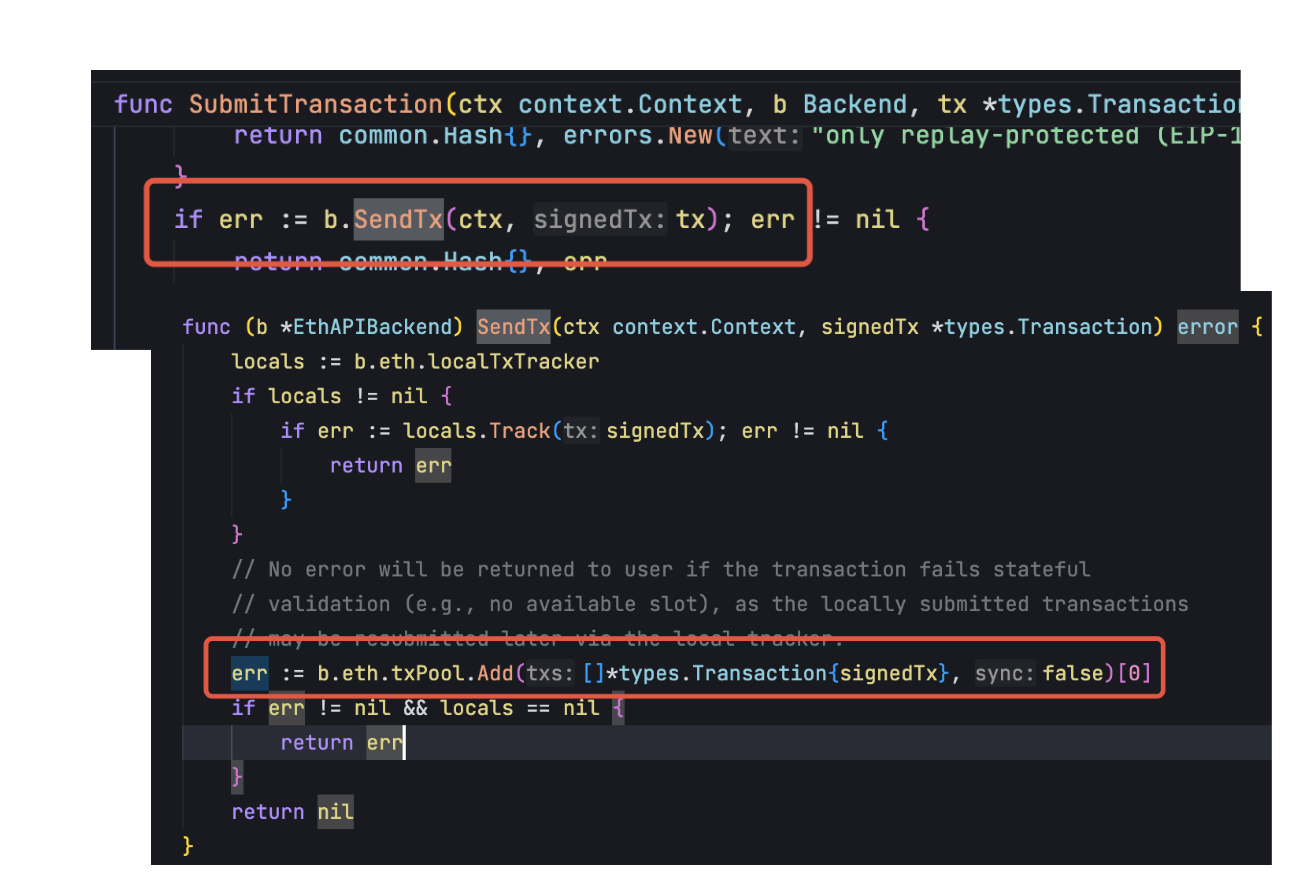 func SubmitTransaction(ctx context.Context, b Backend, tx *types.Transaction
return common.Hash{}, errors.New(text: "only replay-protected (EIP-1
}
if err := b.SendTx(ctx, signedTx: tx); err != nil {
return common.Hash{}, err
func (b *EthAPIBackend) SendTx(ctx context.Context, signedTx *types.Transaction) error {
locals := b.eth.localTxTracker
if locals != nil {
if err := locals.Track(tx: signedTx); err != nil {
return err
}
}
// No error will be returned to user if the transaction fails stateful
// validation (e.g., no available slot), as the locally submitted transactions
// may be resubmitted later via the local tracker.
err := b.eth.txPool.Add(txs: []*types.Transaction{signedTx}, sync: false)[0]
if err != nil && locals == nil {
return err
}
return nil
}